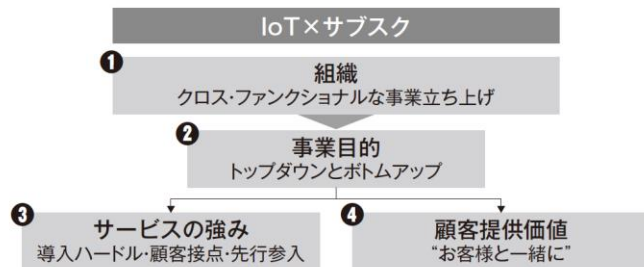 IoT×サブスク
❶
組織
クロス・ファンクショナルな事業立ち上げ
❷
事業目的
トップダウンとボトムアップ
❸
サービスの強み
導入ハードル・顧客接点・先行参入
❹
顧客提供価値
“お客様と一緒に”